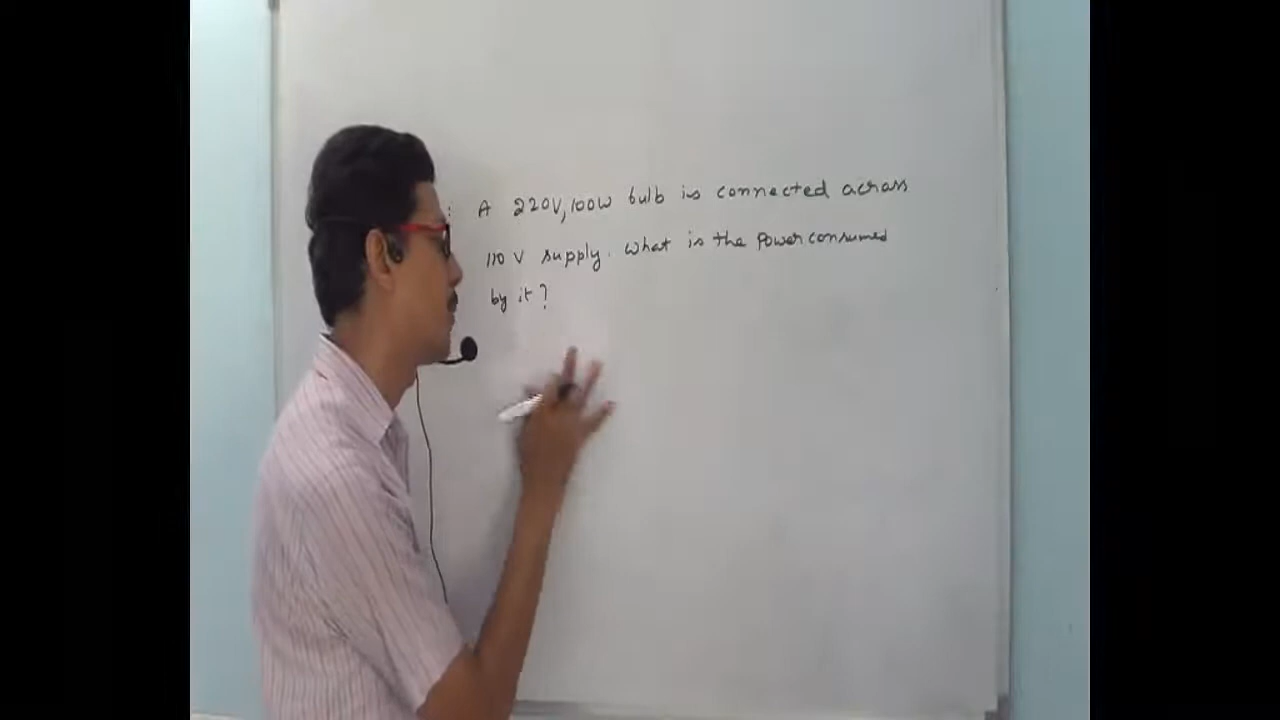 : A 220V, 100W bulb is connected across
110 V supply. What is the power consumed
by it?